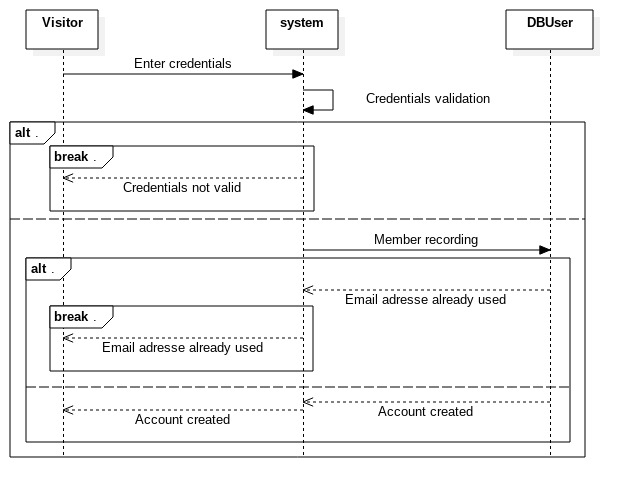 Visitor
system
DBUser
Enter credentials
Credentials validation
alt .
break .
Credentials not valid
Member recording
alt .
Email adresse already used
break .
Email adresse already used
Account created
Account created